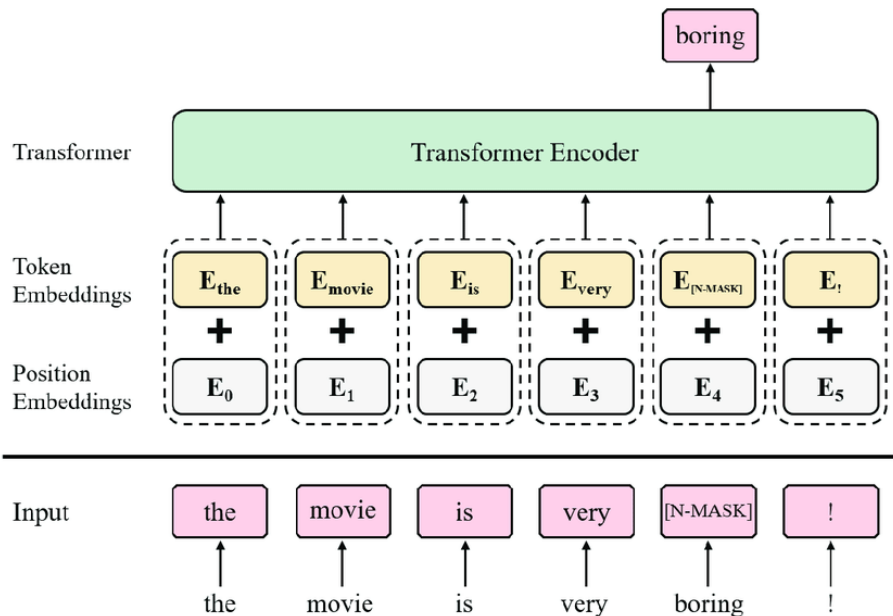 boring
Transformer
Transformer Encoder
Token
Embeddings
E_the E_movie E_is E_very E_[N-MASK] E_!
+ + + + + +
Position
Embeddings
E_0 E_1 E_2 E_3 E_4 E_5
Input
the movie is very [N-MASK] !
the movie is very boring !